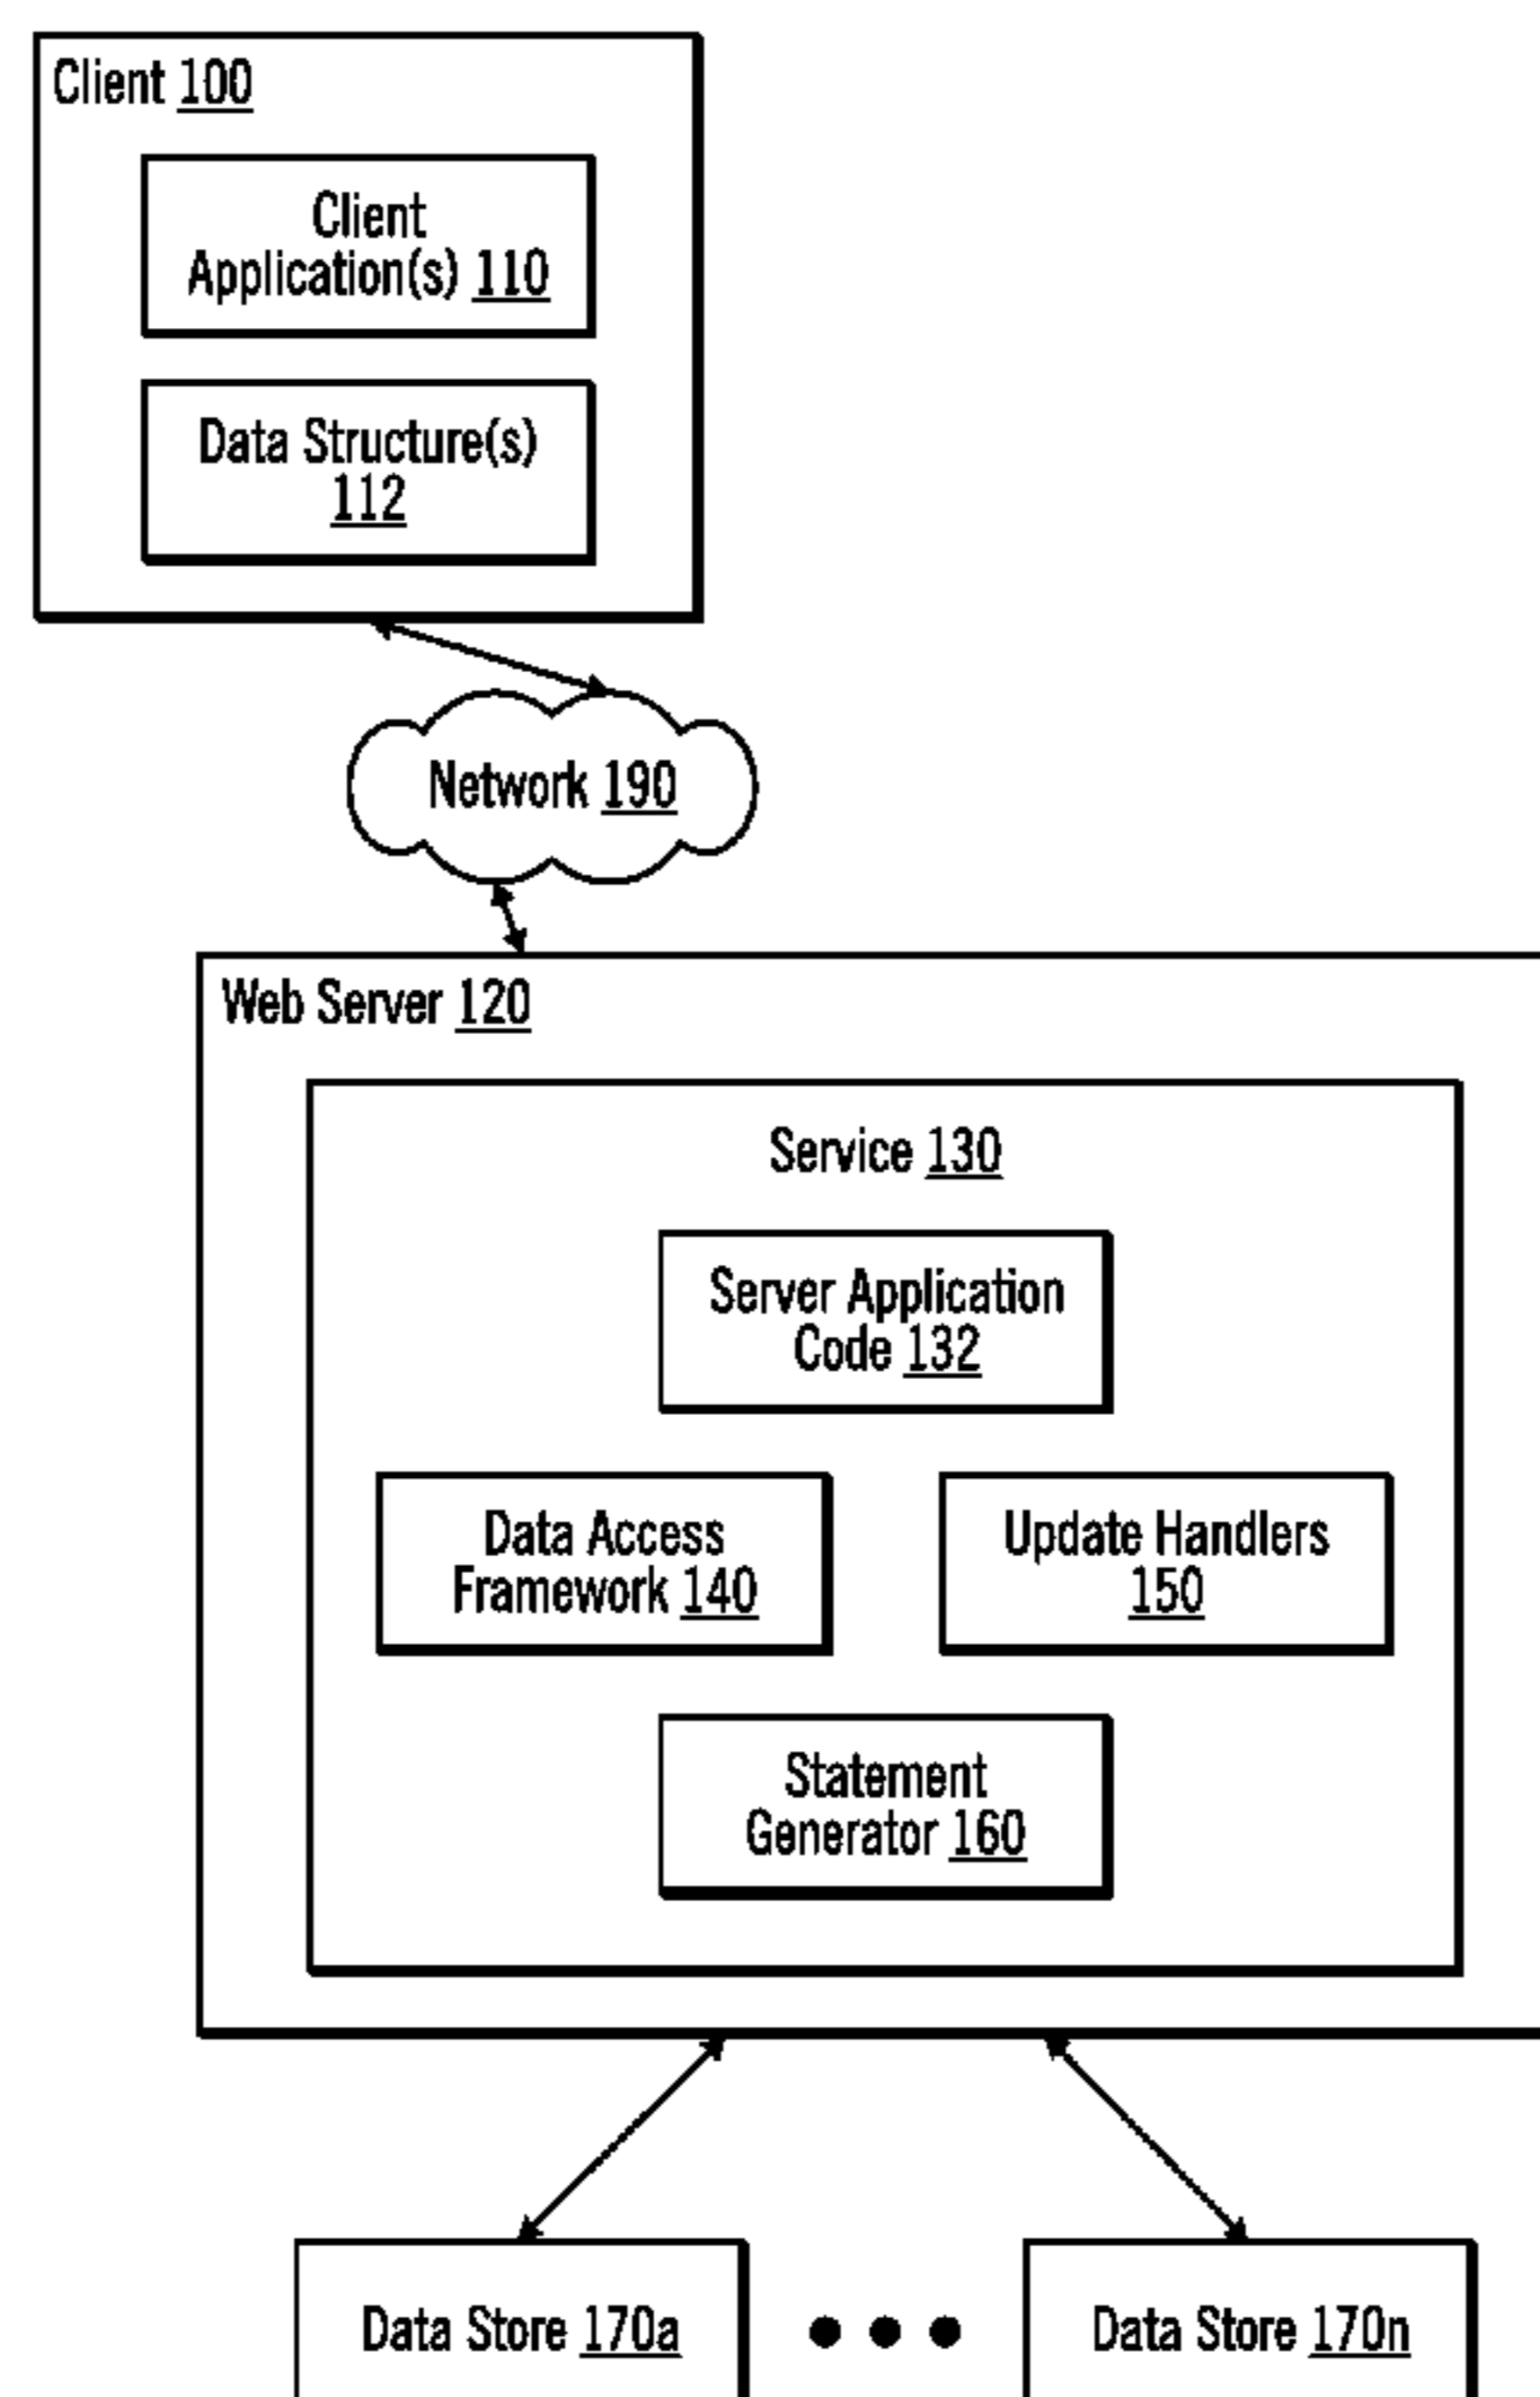 Client 100
Client
Application(s) 110
Data Structure(s)
112
Network 190
Web Server 120
Service 130
Server Application
Code 132
Data Access
Framework 140
Update Handlers
150
Statement
Generator 160
Data Store 170a
Data Store 170n